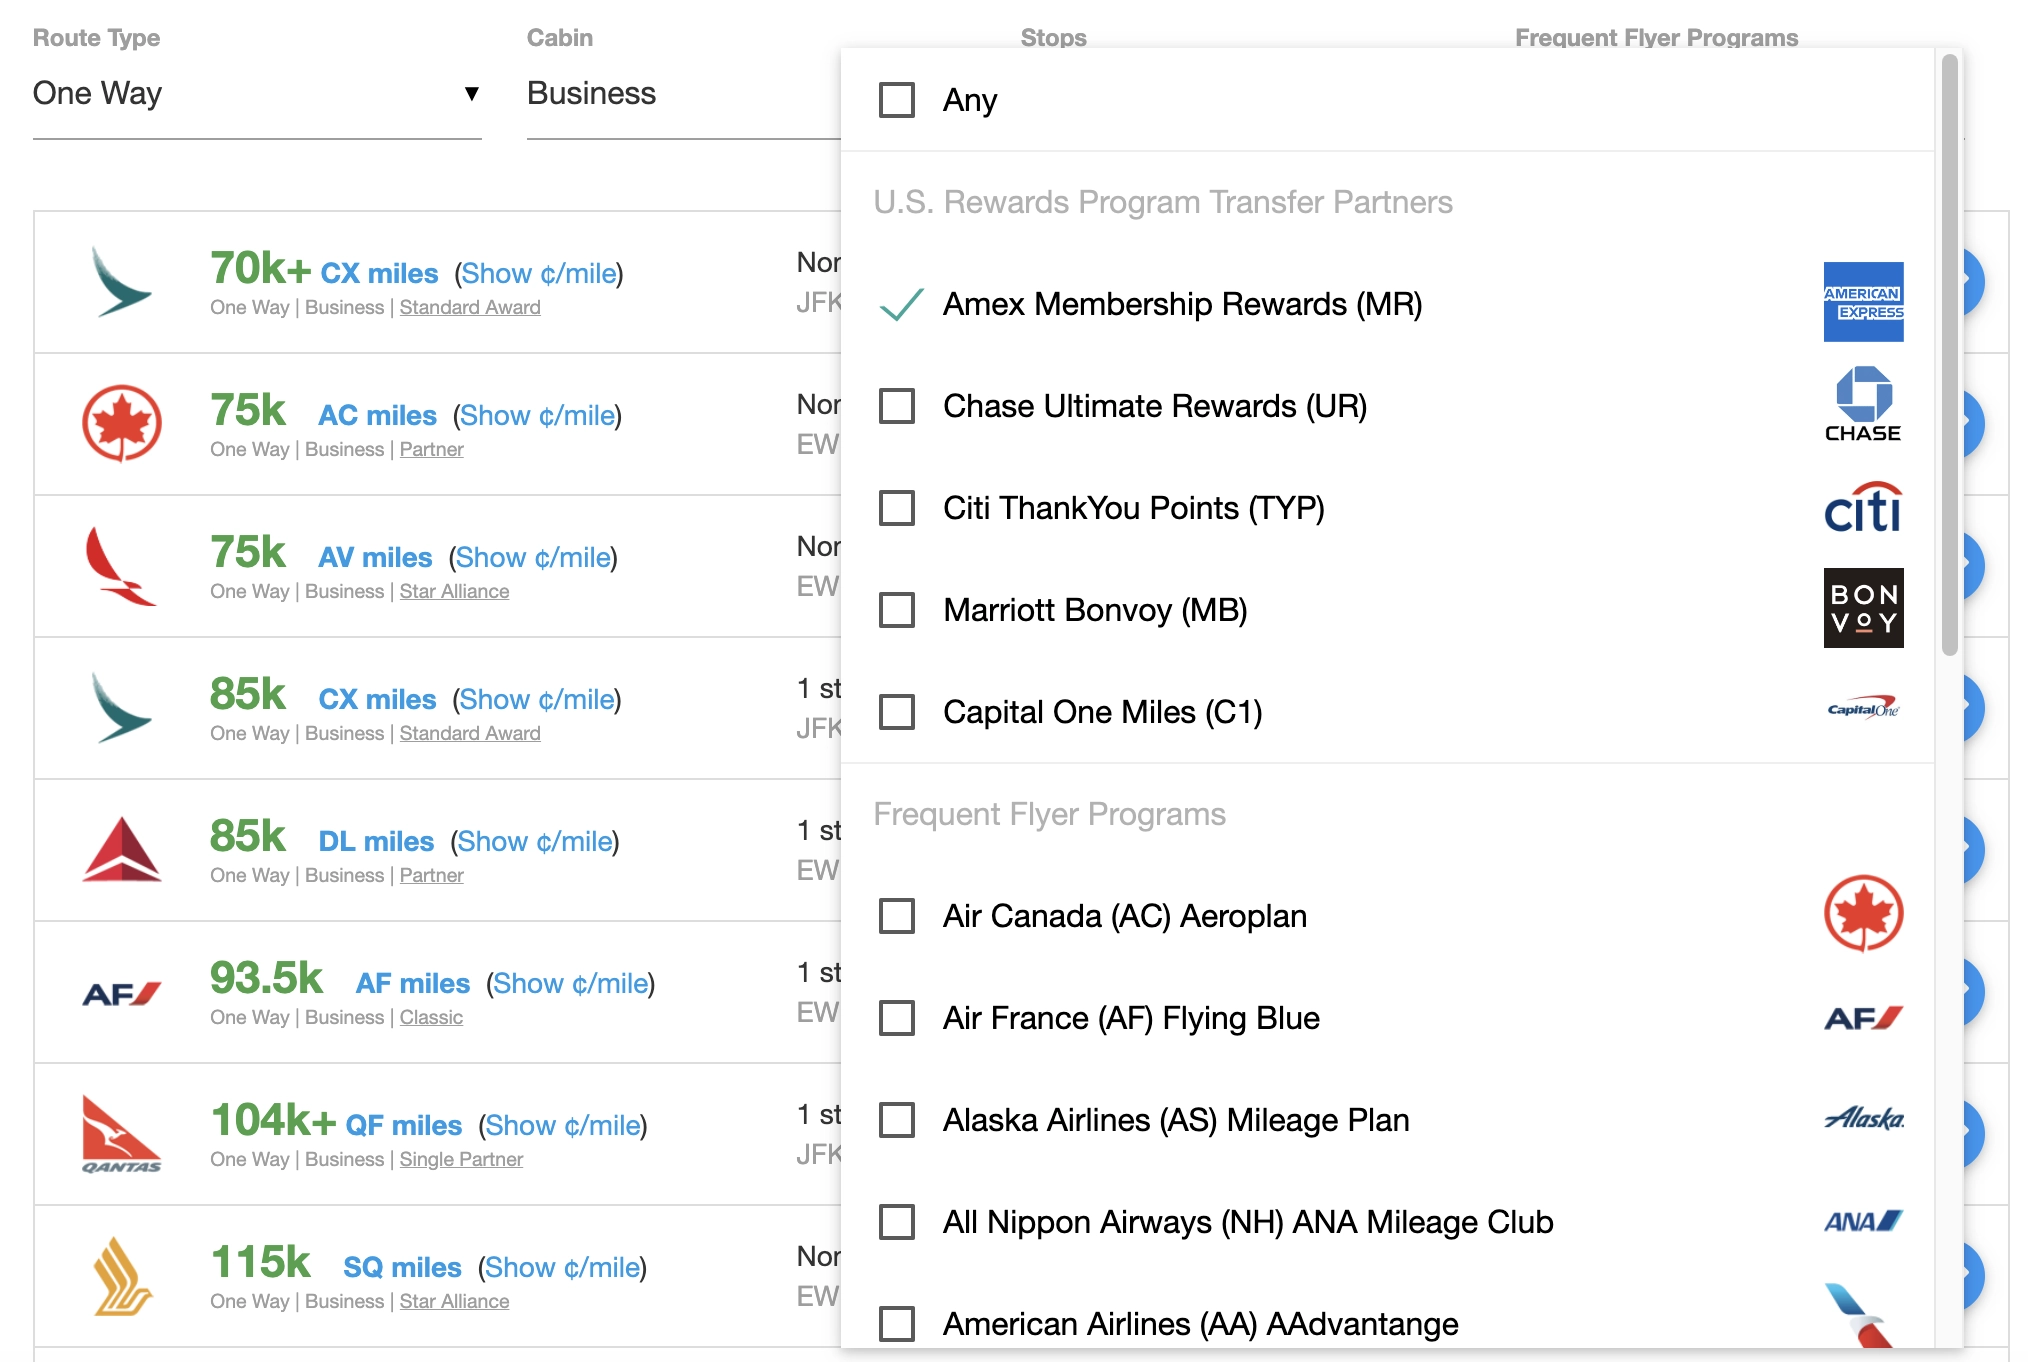 Route Type
Cabin
Stops
Frequent Flyer Programs
One Way
Business
70k+ CX miles (Show ¢/mile)
One Way | Business | Standard Award
JFK
75k AC miles (Show ¢/mile)
One Way | Business | Partner
EW
75k AV miles (Show ¢/mile)
One Way | Business | Star Alliance
EW
85k CX miles (Show ¢/mile)
One Way | Business | Standard Award
1 st
JFK
85k DL miles (Show ¢/mile)
One Way | Business | Partner
1 st
EW
AF
93.5k AF miles (Show ¢/mile)
One Way | Business | Classic
1 st
EW
QANTAS
104k+ QF miles (Show ¢/mile)
One Way | Business | Single Partner
1 st
JFK
115k SQ miles (Show ¢/mile)
One Way | Business | Star Alliance
EW
Any
U.S. Rewards Program Transfer Partners
Amex Membership Rewards (MR)
AMERICAN
EXPRESS
Chase Ultimate Rewards (UR)
CHASE
Citi ThankYou Points (TYP)
citi
Marriott Bonvoy (MB)
BON
VOY
Capital One Miles (C1)
CapitalOne
Frequent Flyer Programs
Air Canada (AC) Aeroplan
Air France (AF) Flying Blue
AF
Alaska Airlines (AS) Mileage Plan
Alaska
All Nippon Airways (NH) ANA Mileage Club
ANA
American Airlines (AA) AAdvantange